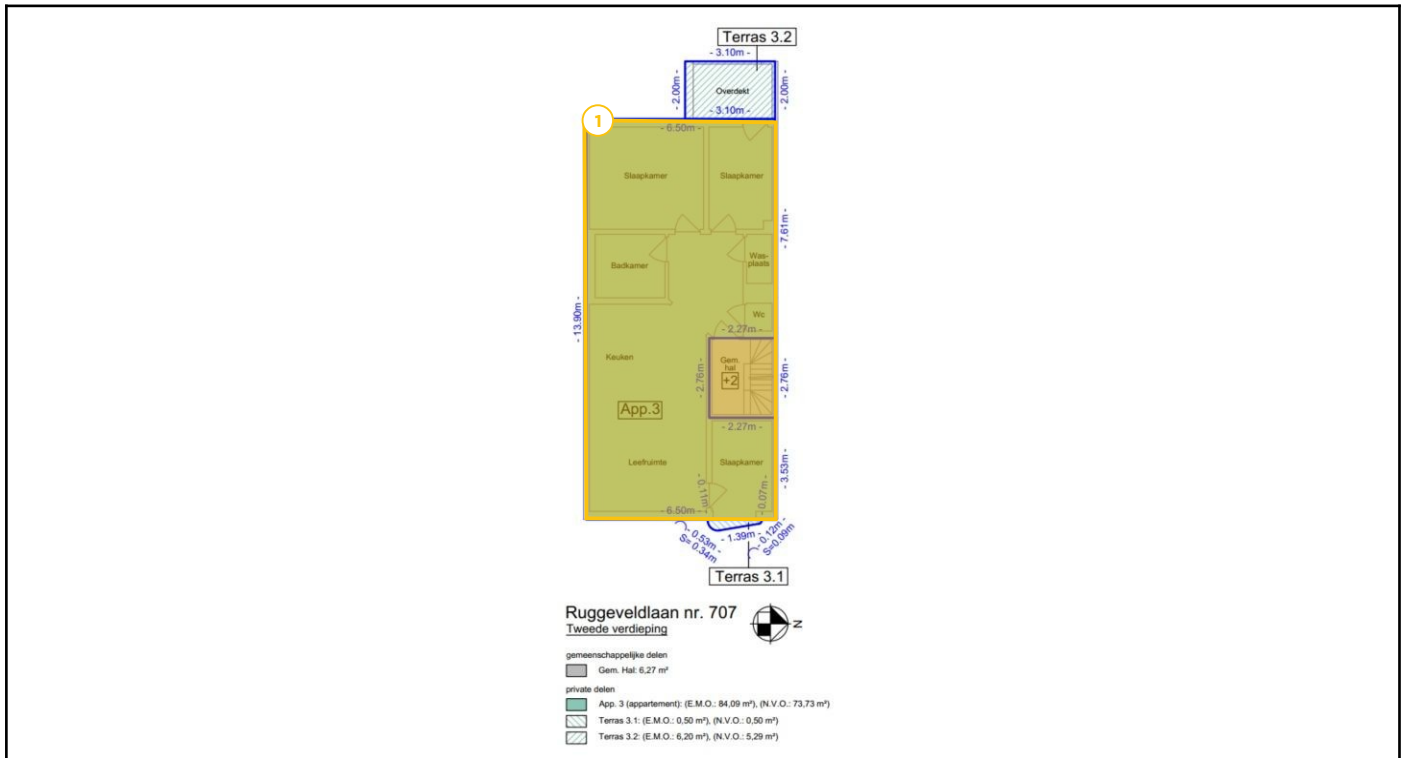 Terras 3.2
- 3.10m -
- 2.00m -
Overdekt
- 2.00m -
- 3.10m -
1
- 6.50m -
Slaapkamer
Slaapkamer
- 7.61m -
Badkamer
Was-
plaats
- 13.90m -
Wc
- 2.27m -
Keuken
Gem.
hal
+2
- 2.76m -
- 2.76m -
App.3
- 2.27m -
Leefruimte
Slaapkamer
- 3.53m -
- 0.11m -
- 0.07m -
- 6.50m -
- 0.53m -
S= 0.34m
- 1.39m -
- 0.12m -
S=0.09m
Terras 3.1
Ruggeveldlaan nr. 707
Tweede verdieping
N
gemeenschappelijke delen
Gem. Hal: 6,27 m²
private delen
App. 3 (appartement): (E.M.O.: 84,09 m²), (N.V.O.: 73,73 m²)
Terras 3.1: (E.M.O.: 0,50 m²), (N.V.O.: 0,50 m²)
Terras 3.2: (E.M.O.: 6,20 m²), (N.V.O.: 5,29 m²)